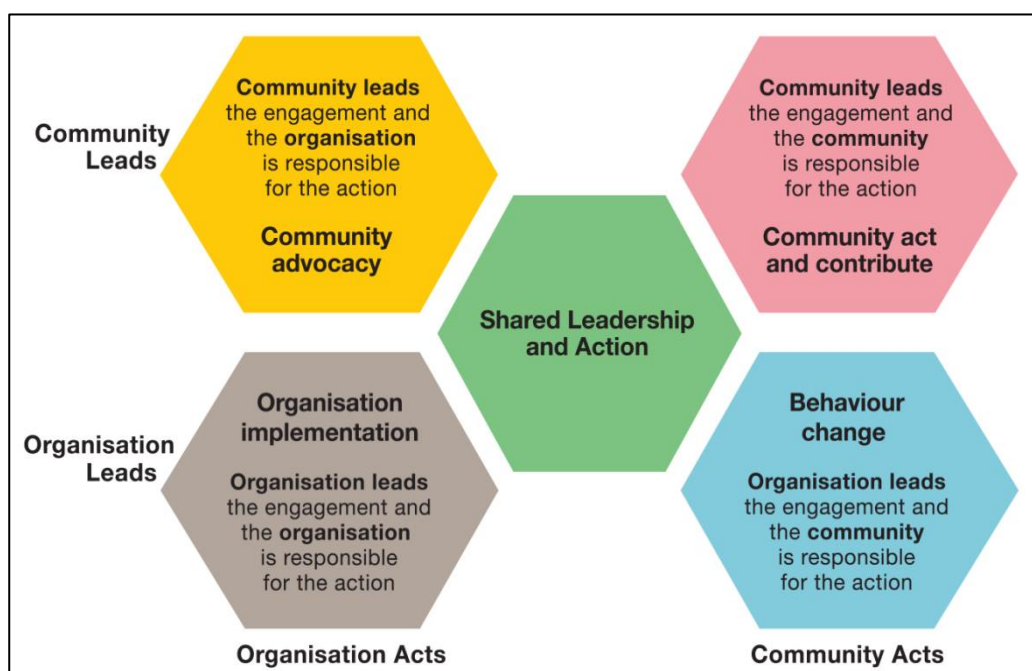 Community
Leads
Community leads
the engagement and
the organisation
is responsible
for the action
Community
advocacy
Community leads
the engagement and
the community
is responsible
for the action
Community act
and contribute
Shared Leadership
and Action
Organisation
Leads
Organisation
implementation
Organisation leads
the engagement and
the organisation
is responsible
for the action
Behaviour
change
Organisation leads
the engagement and
the community
is responsible
for the action
Organisation Acts
Community Acts